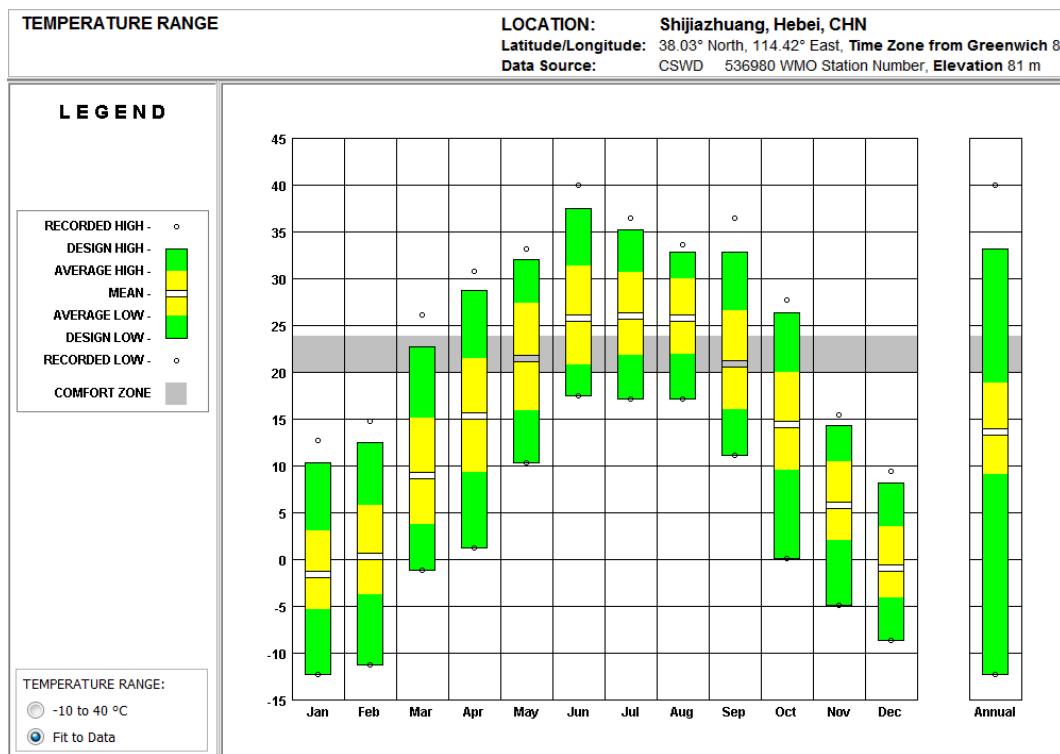 TEMPERATURE RANGE
LOCATION: Shijiazhuang, Hebei, CHN
Latitude/Longitude: 38.03° North, 114.42° East, Time Zone from Greenwich 8
Data Source: CSWD 536980 WMO Station Number, Elevation 81 m
LEGEND
RECORDED HIGH -
DESIGN HIGH -
AVERAGE HIGH -
MEAN -
AVERAGE LOW -
DESIGN LOW -
RECORDED LOW -
COMFORT ZONE
TEMPERATURE RANGE:
-10 to 40 °C
Fit to Data
45
40
35
30
25
20
15
10
5
0
-5
-10
-15
Jan Feb Mar Apr May Jun Jul Aug Sep Oct Nov Dec Annual